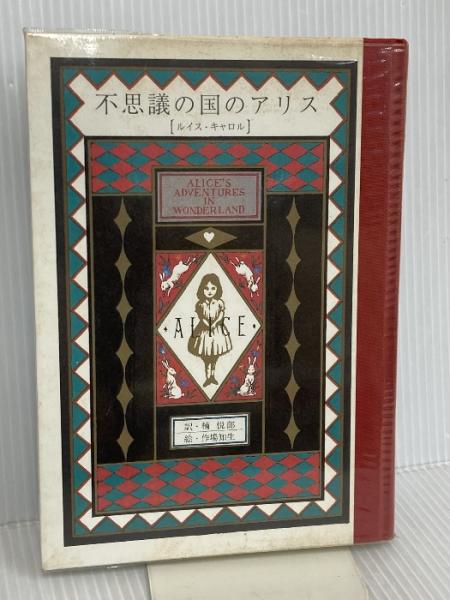 不思議の国のアリス
[ルイス・キャロル]
ALICE'S
ADVENTURES
IN
WONDERLAND
・ALICE・
訳・楠 悦郎
絵・作場知生